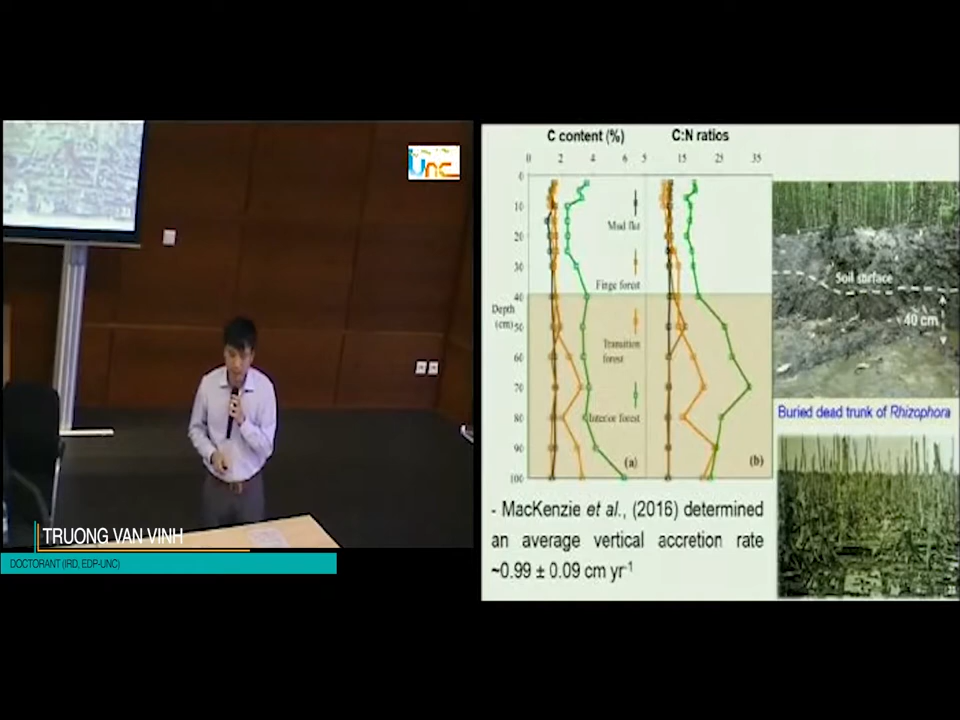 Unc
TRUONG VAN VINH
DOCTORANT (IRD, EDP-UNC)
C content (%)
C:N ratios
0 2 4 6 5 15 25 35
0
10
20
30
40
50
60
70
80
90
100
Depth
(cm)
Mud flat
Finge forest
Transition
forest
Interior forest
(a)
(b)
Soil surface
40 cm
Buried dead trunk of Rhizophora
- MacKenzie et al., (2016) determined
an average vertical accretion rate
~0.99 ± 0.09 cm yr-1